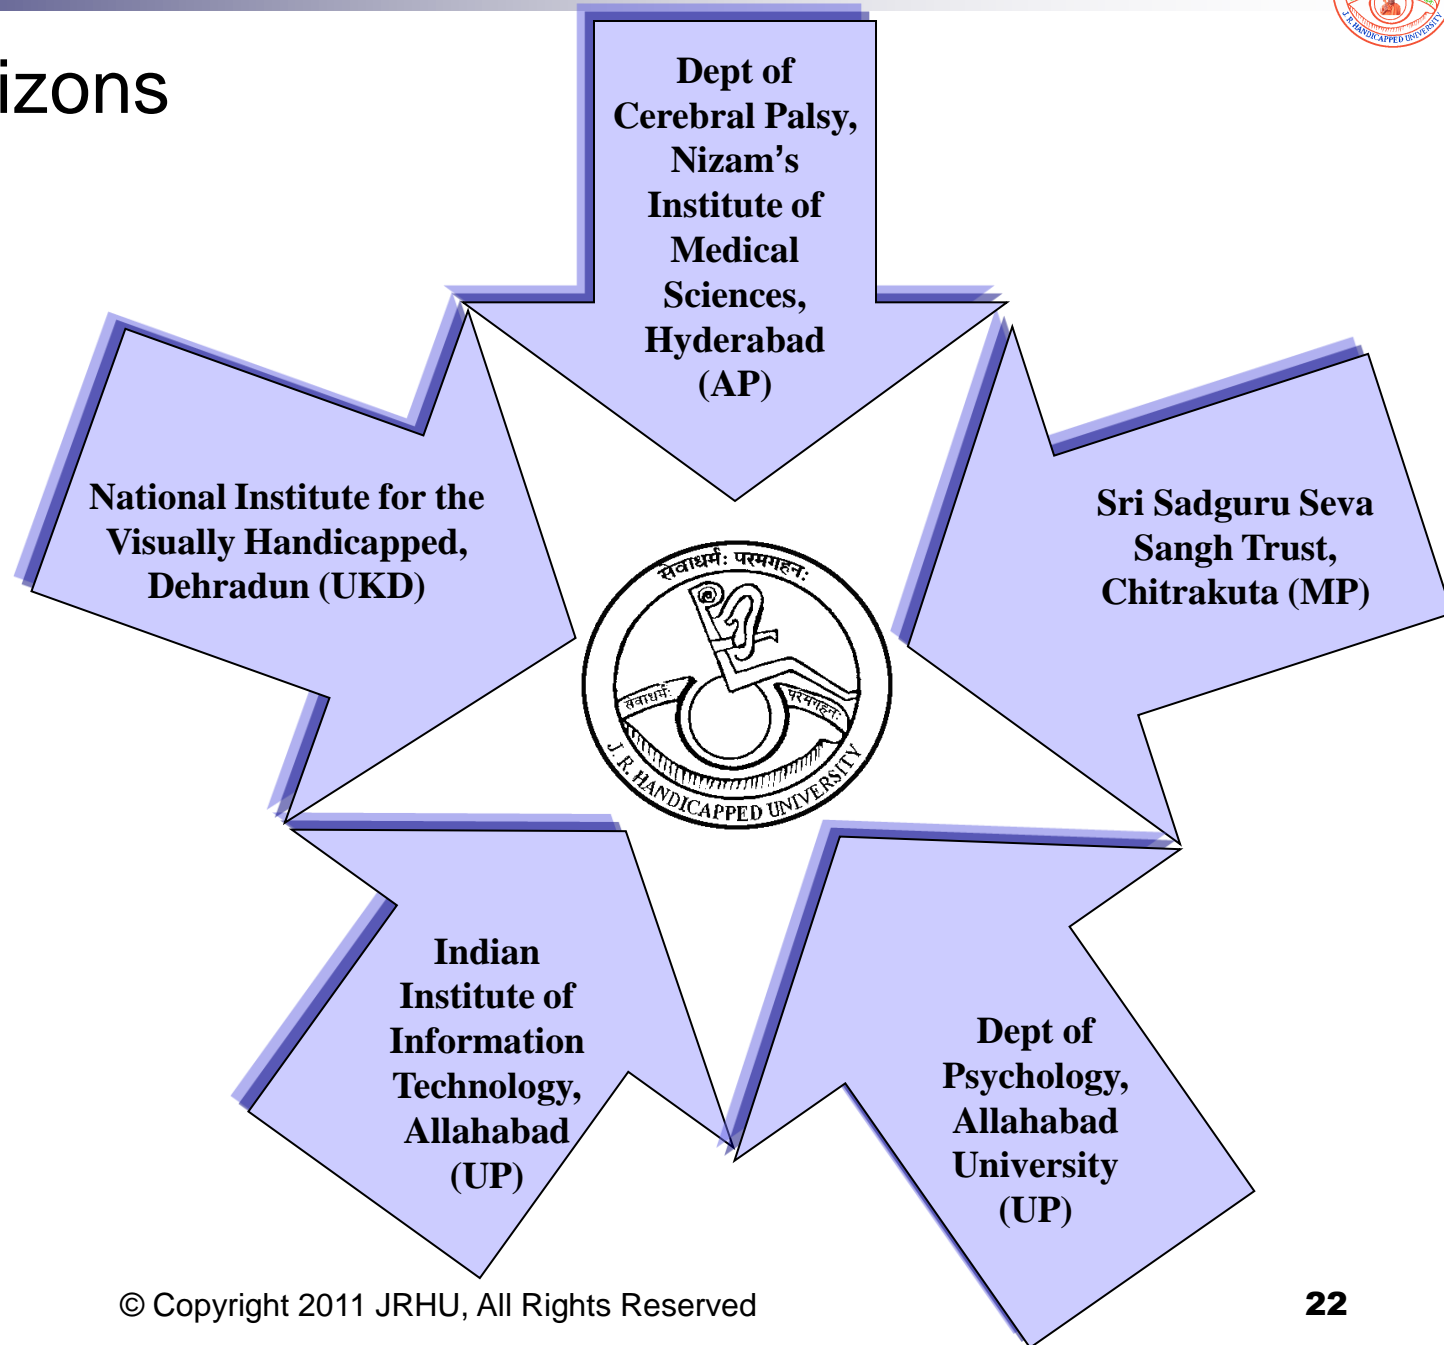 J. R. HANDICAPPED UNIVERSITY
izons
Dept of
Cerebral Palsy,
Nizam’s
Institute of
Medical
Sciences,
Hyderabad
(AP)
National Institute for the
Visually Handicapped,
Dehradun (UKD)
Sri Sadguru Seva
Sangh Trust,
Chitrakuta (MP)
सेवाधर्मः परमगहनः
सेवाधर्मः
परमगहनः
J. R. HANDICAPPED UNIVERSITY
Indian
Institute of
Information
Technology,
Allahabad
(UP)
Dept of
Psychology,
Allahabad
University
(UP)
© Copyright 2011 JRHU, All Rights Reserved
22